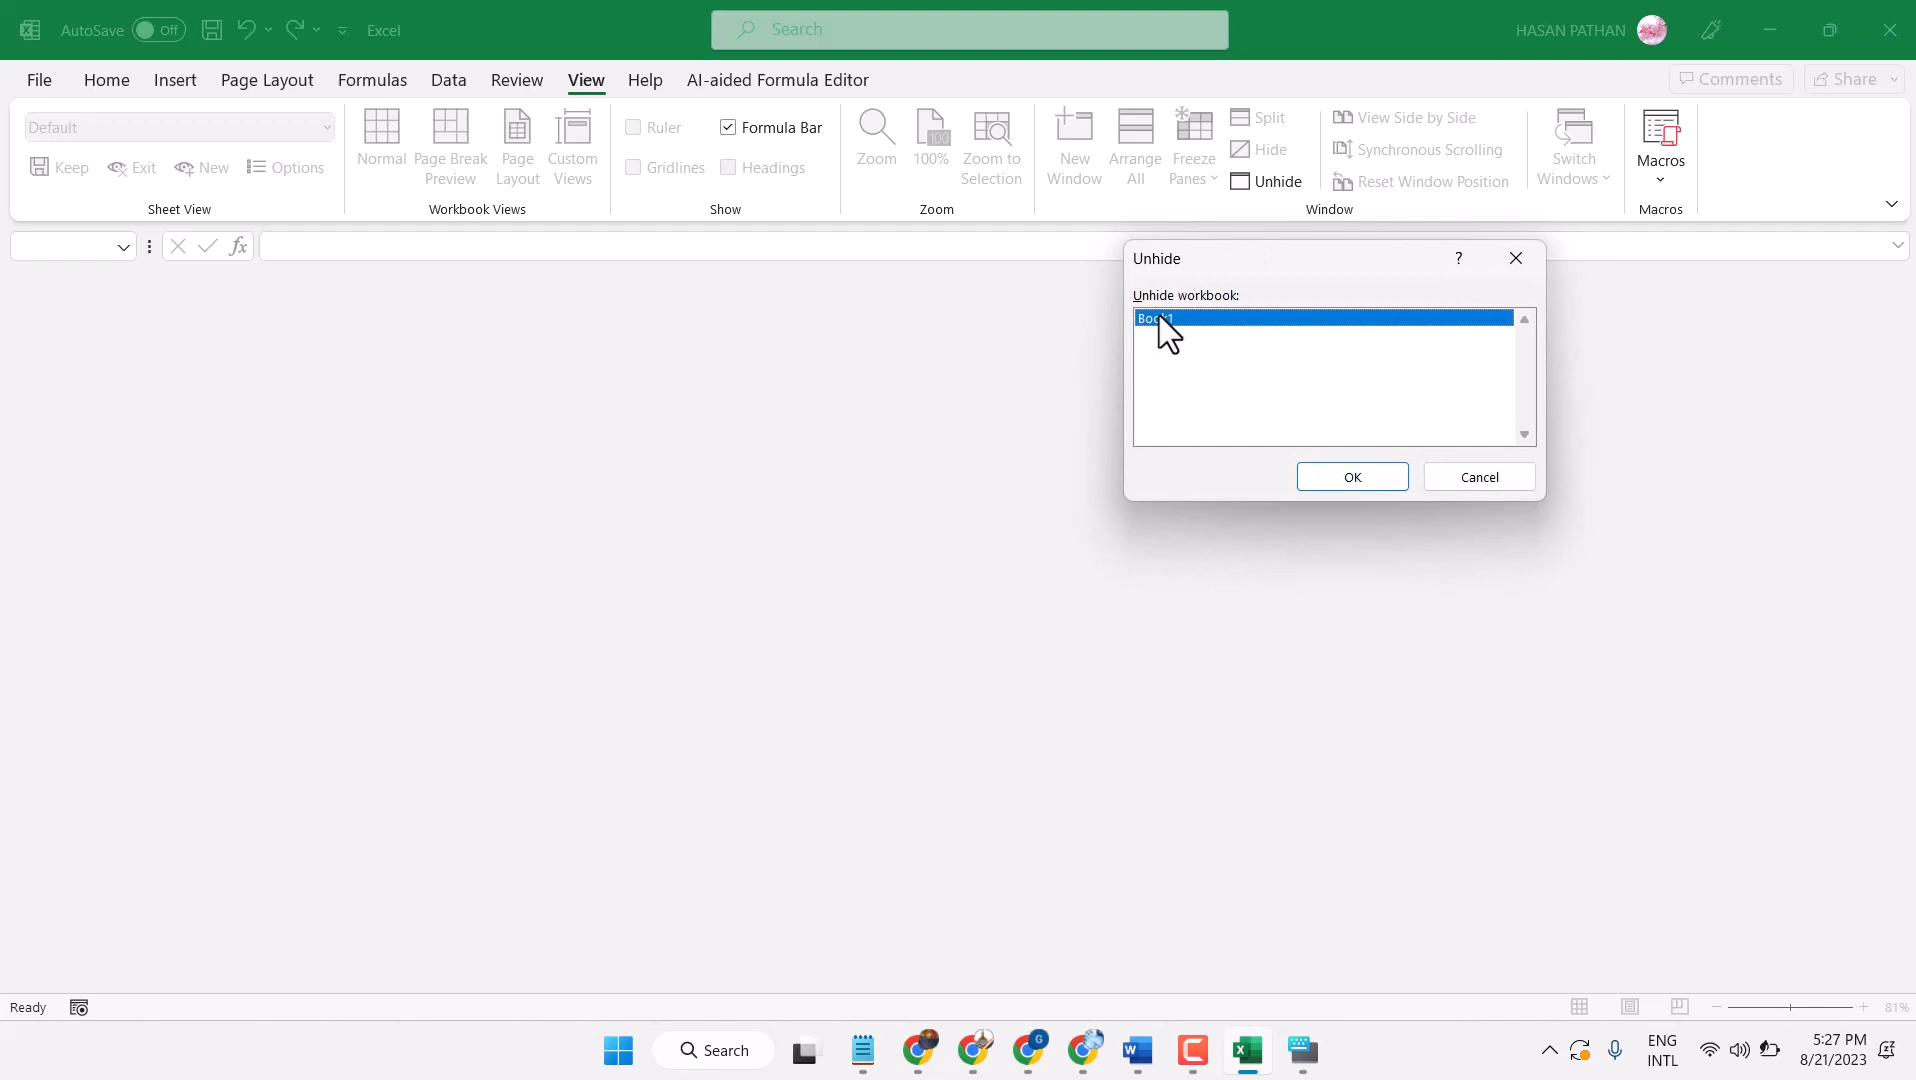 AutoSave Off Excel Search HASAN PATHAN
File Home Insert Page Layout Formulas Data Review View Help AI-aided Formula Editor Comments Share
Default
Keep Exit New Options
Sheet View
Normal
Page Break
Preview
Page
Layout
Custom
Views
Workbook Views
Ruler Formula Bar
Gridlines Headings
Show
Zoom
100
100%
Zoom to
Selection
Zoom
New
Window
Arrange
All
Freeze
Panes
Split
Hide
Unhide
View Side by Side
Synchronous Scrolling
Reset Window Position
Switch
Windows
Window
Macros
Macros
fx
Unhide ?
Unhide workbook:
Book1
OK Cancel
Ready 81%
Search
G
W
C
X
ENG
INTL
5:27 PM
8/21/2023